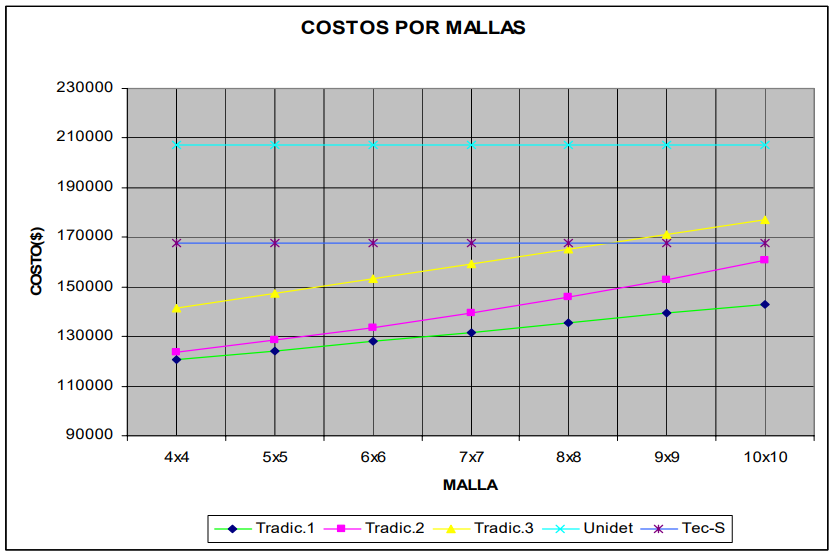 COSTOS POR MALLAS
230000
210000
190000
170000
150000
130000
110000
90000
COSTO($)
4x4 5x5 6x6 7x7 8x8 9x9 10x10
MALLA
Tradic.1 Tradic.2 Tradic.3 Unidet Tec-S